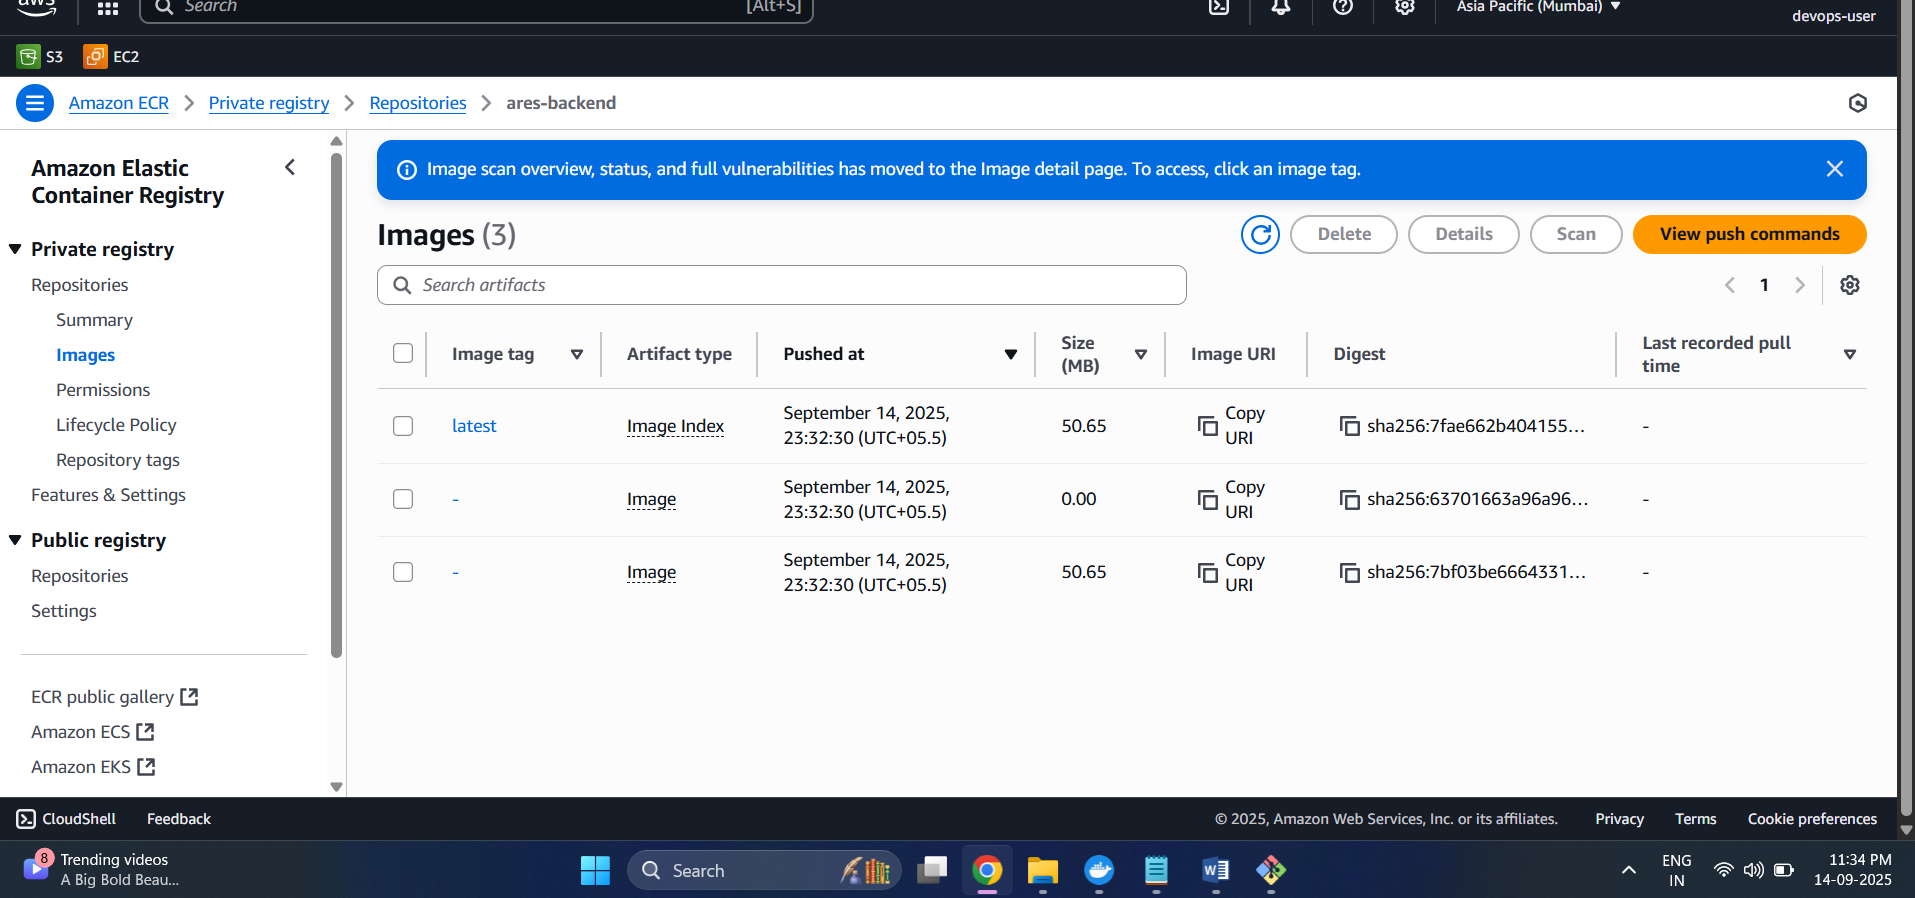 aws
Search
[Alt+S]
Asia Pacific (Mumbai)
devops-user
S3
EC2
Amazon ECR
Private registry
Repositories
ares-backend
Amazon Elastic
Container Registry
Private registry
Repositories
Summary
Images
Permissions
Lifecycle Policy
Repository tags
Features & Settings
Public registry
Repositories
Settings
ECR public gallery
Amazon ECS
Amazon EKS
Image scan overview, status, and full vulnerabilities has moved to the Image detail page. To access, click an image tag.
Images (3)
Delete
Details
Scan
View push commands
Search artifacts
1
Image tag
Artifact type
Pushed at
Size
(MB)
Image URI
Digest
Last recorded pull
time
latest
Image Index
September 14, 2025,
23:32:30 (UTC+05.5)
50.65
Copy
URI
sha256:7fae662b404155...
-
-
Image
September 14, 2025,
23:32:30 (UTC+05.5)
0.00
Copy
URI
sha256:63701663a96a96...
-
-
Image
September 14, 2025,
23:32:30 (UTC+05.5)
50.65
Copy
URI
sha256:7bf03be6664331...
-
CloudShell
Feedback
© 2025, Amazon Web Services, Inc. or its affiliates.
Privacy
Terms
Cookie preferences
8
Trending videos
A Big Bold Beau...
Search
W
ENG
IN
11:34 PM
14-09-2025